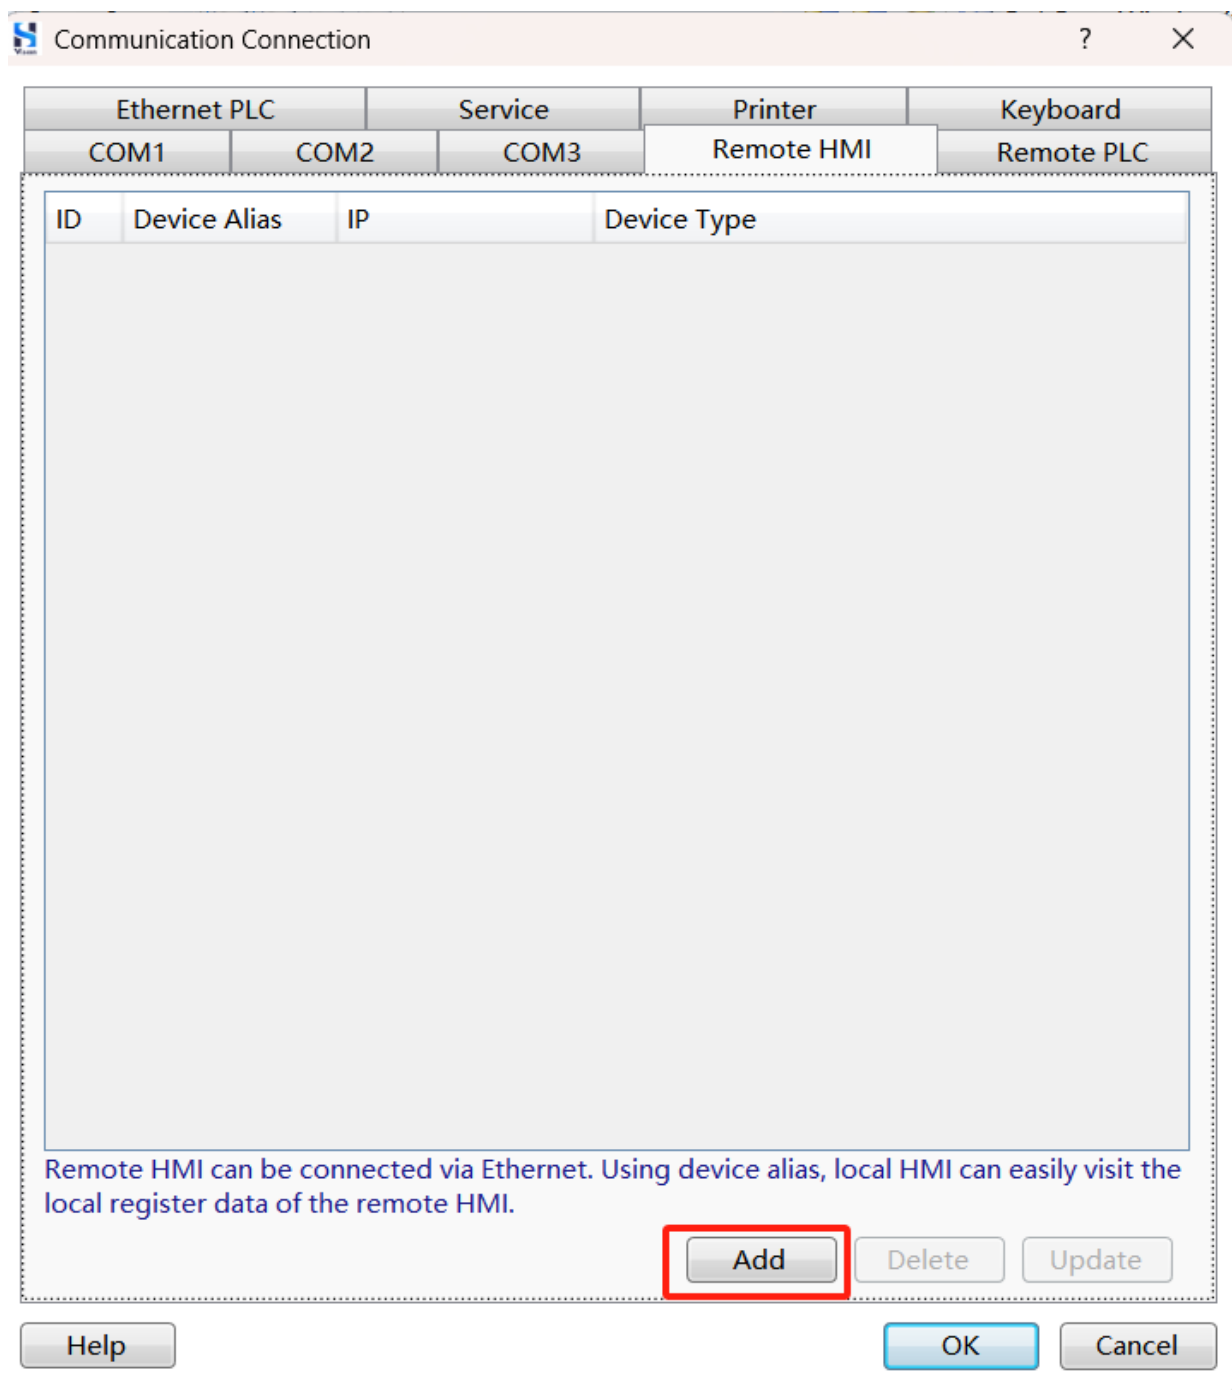 Communication Connection ?
Ethernet PLC Service Printer Keyboard
COM1 COM2 COM3 Remote HMI Remote PLC
ID Device Alias IP Device Type
Remote HMI can be connected via Ethernet. Using device alias, local HMI can easily visit the
local register data of the remote HMI.
Add Delete Update
Help OK Cancel